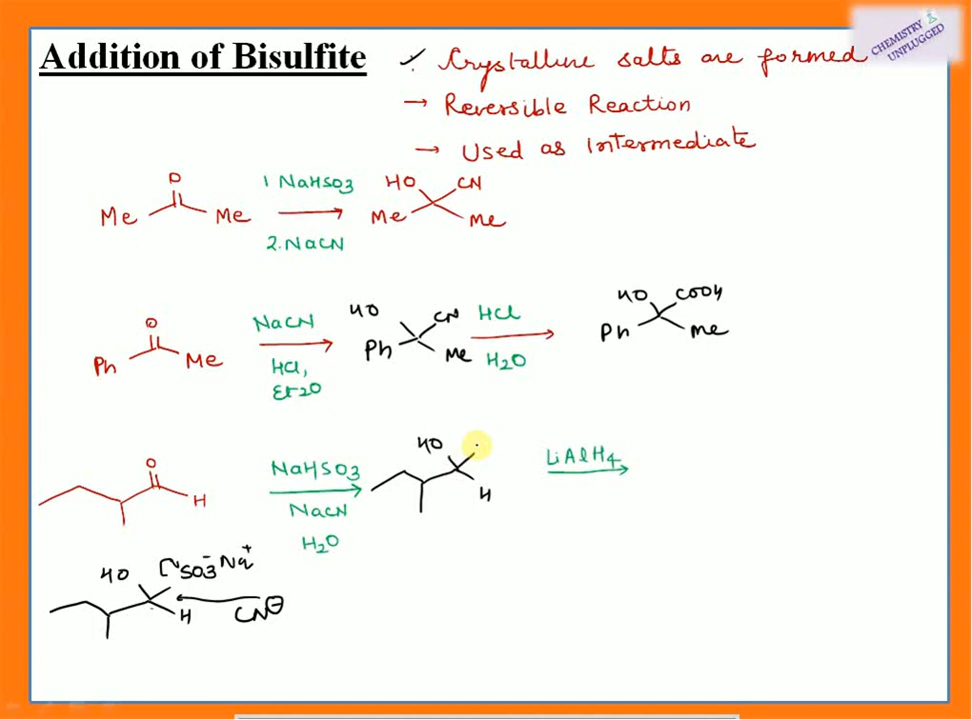 CHEMISTRY
UNPLUGGED
Addition of Bisulfite
Crystalline salts are formed
→ Reversible Reaction
→ Used as Intermediate
O
Me Me
1 NaHSO3
2. NaCN
HO CN
Me Me
O
Ph Me
NaCN
HCl,
Et2O
HO CN
Ph Me
HCl
H2O
HO COOH
Ph Me
O
H
NaHSO3
NaCN
H2O
HO
H
LiAlH4
HO SO3⁻Na⁺
H
CN⊖